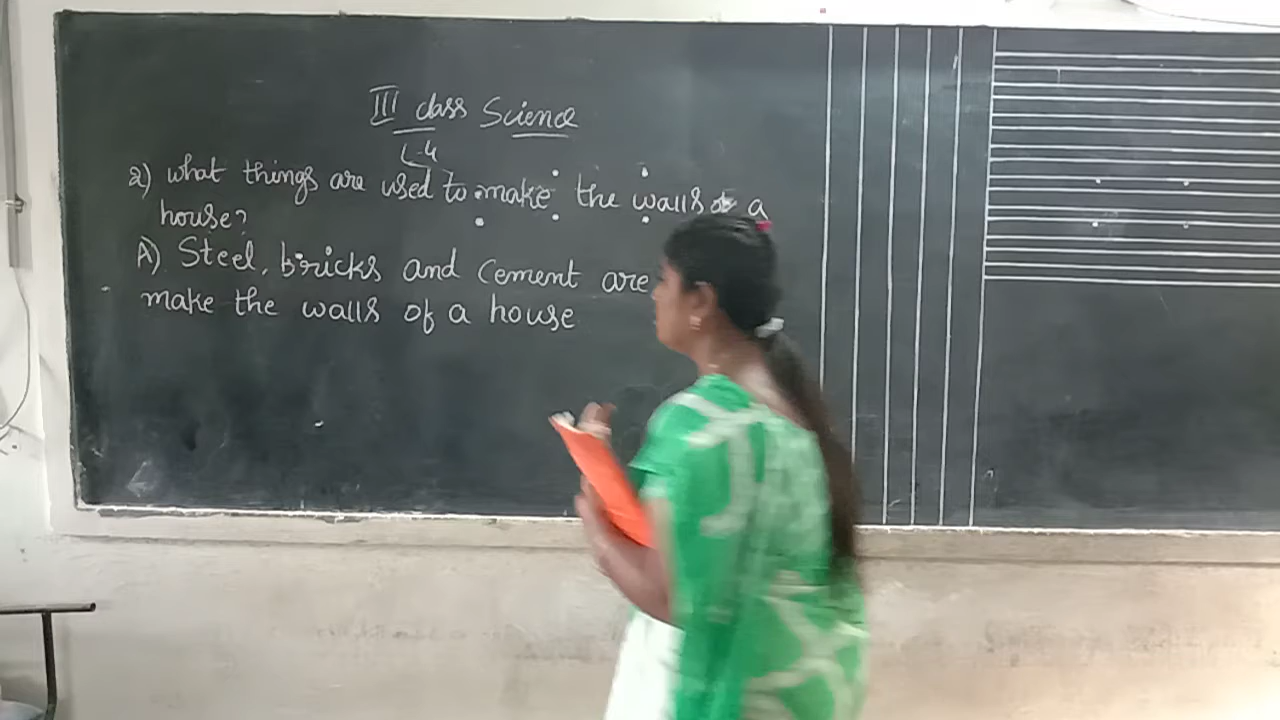 III class Science
L-4
2) what things are used to make the walls of a
house?
A) Steel, bricks and cement are
make the walls of a house